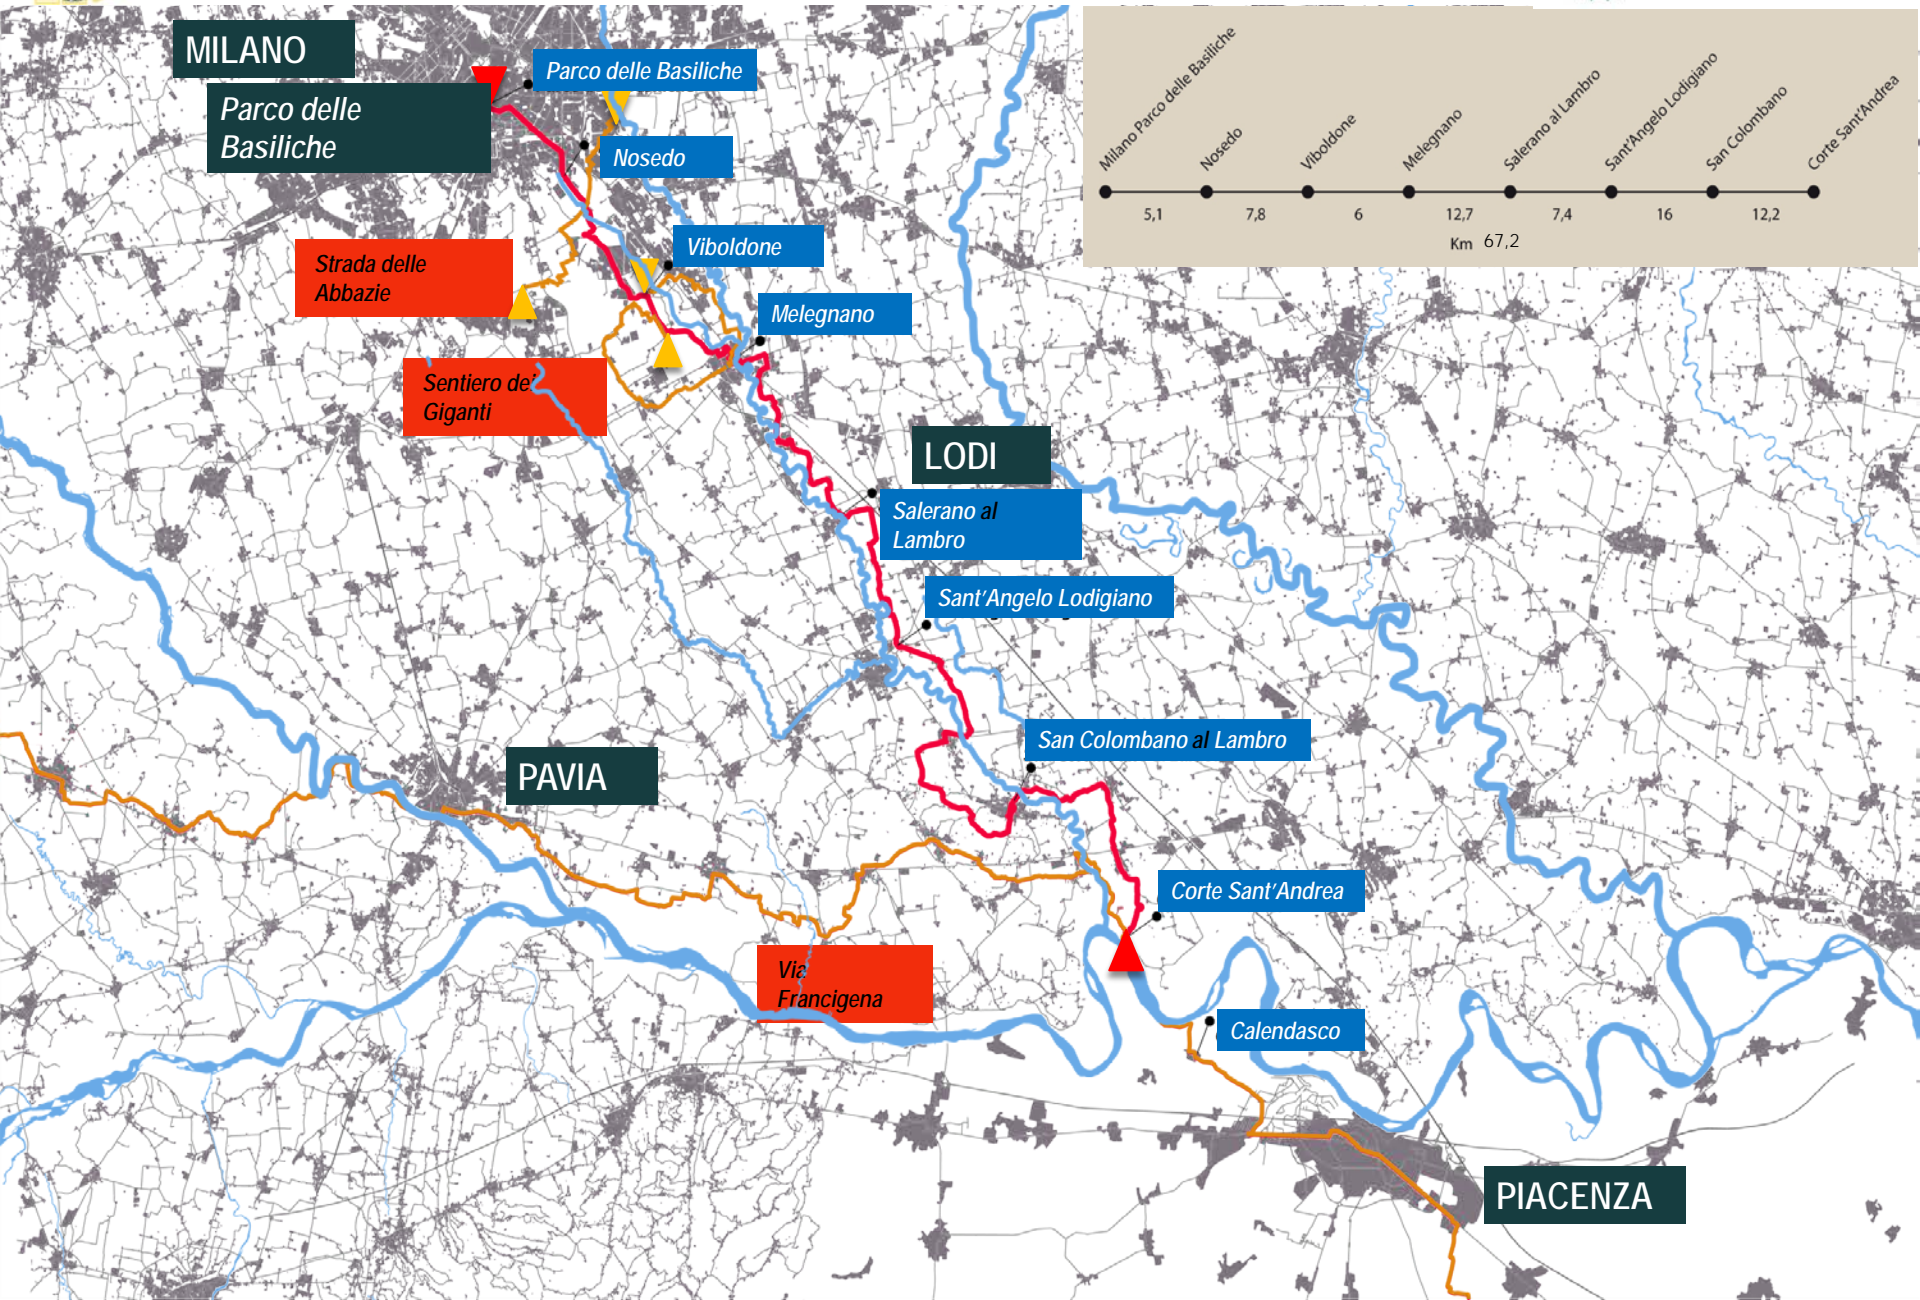 MILANO
Parco delle
Basiliche
Parco delle Basiliche
Nosedo
Viboldone
Melegnano
Strada delle
Abbazie
Sentiero dei
Giganti
LODI
Salerano al
Lambro
Sant'Angelo Lodigiano
San Colombano al Lambro
PAVIA
Corte Sant'Andrea
Via
Francigena
Calendasco
PIACENZA
Milano Parco delle Basiliche
Nosedo
Viboldone
Melegnano
Salerano al Lambro
Sant'Angelo Lodigiano
San Colombano
Corte Sant'Andrea
5,1 7,8 6 12,7 7,4 16 12,2
Km 67,2